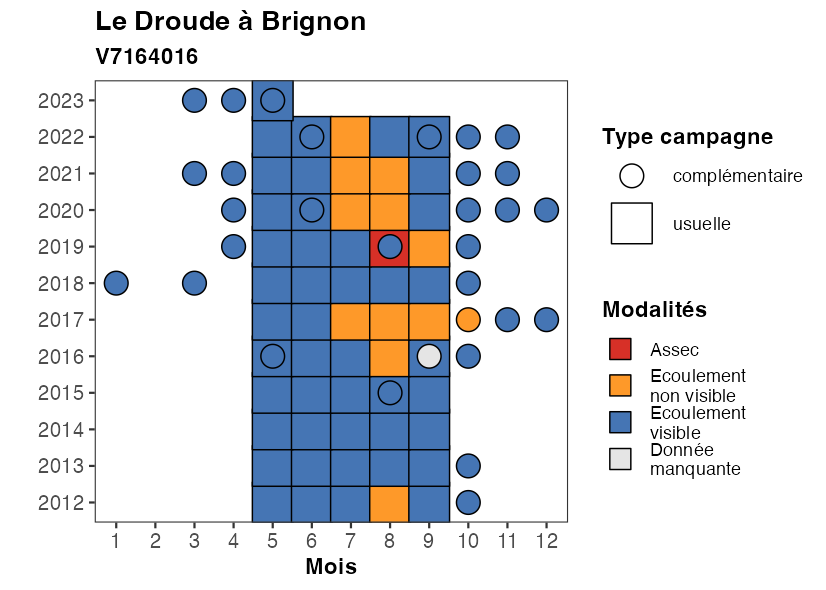 Le Droude à Brignon
V7164016
2023
2022
2021
2020
2019
2018
2017
2016
2015
2014
2013
2012
1 2 3 4 5 6 7 8 9 10 11 12
Mois
Type campagne
complémentaire
usuelle
Modalités
Assec
Ecoulement
non visible
Ecoulement
visible
Donnée
manquante